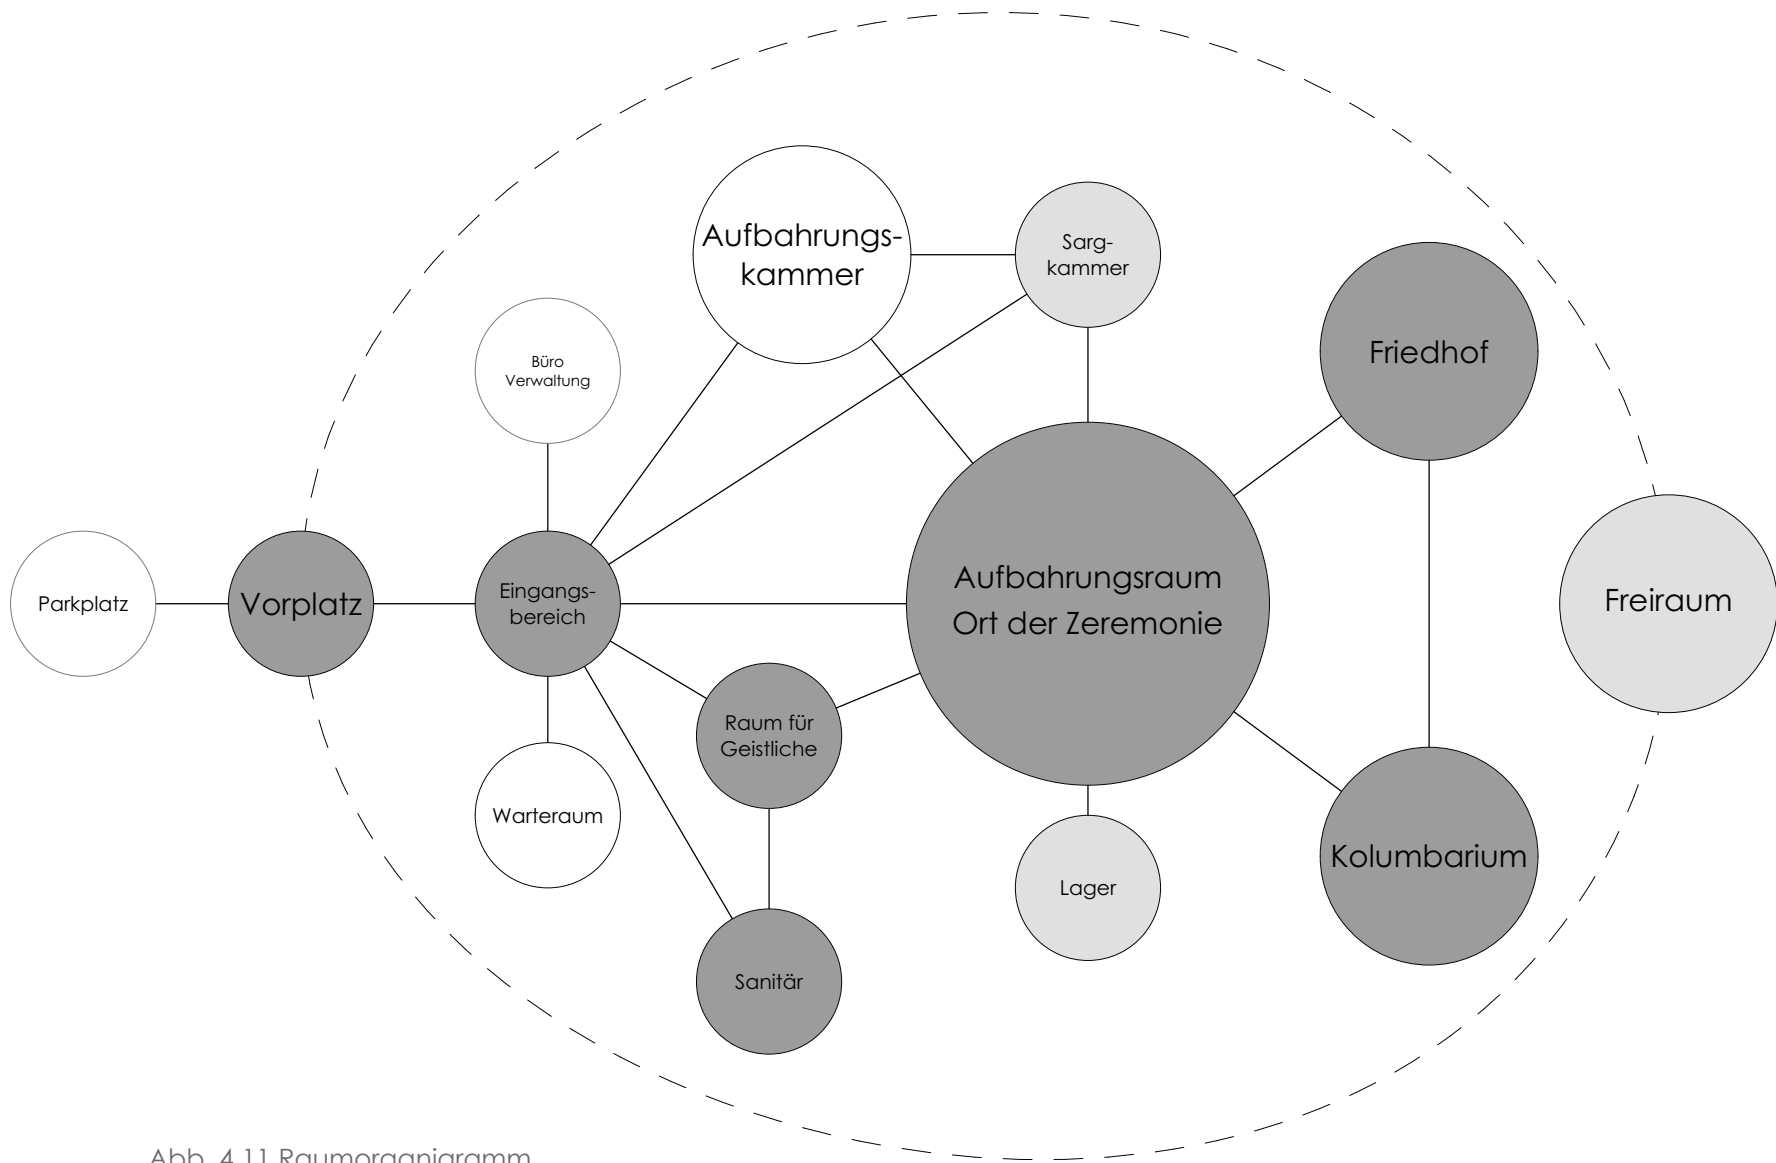 Aufbahrungs-
kammer
Sarg-
kammer
Friedhof
Büro
Verwaltung
Parkplatz
Vorplatz
Eingangs-
bereich
Aufbahrungsraum
Ort der Zeremonie
Freiraum
Raum für
Geistliche
Warteraum
Lager
Kolumbarium
Sanitär
Abb. 4.11 Raumorganigramm